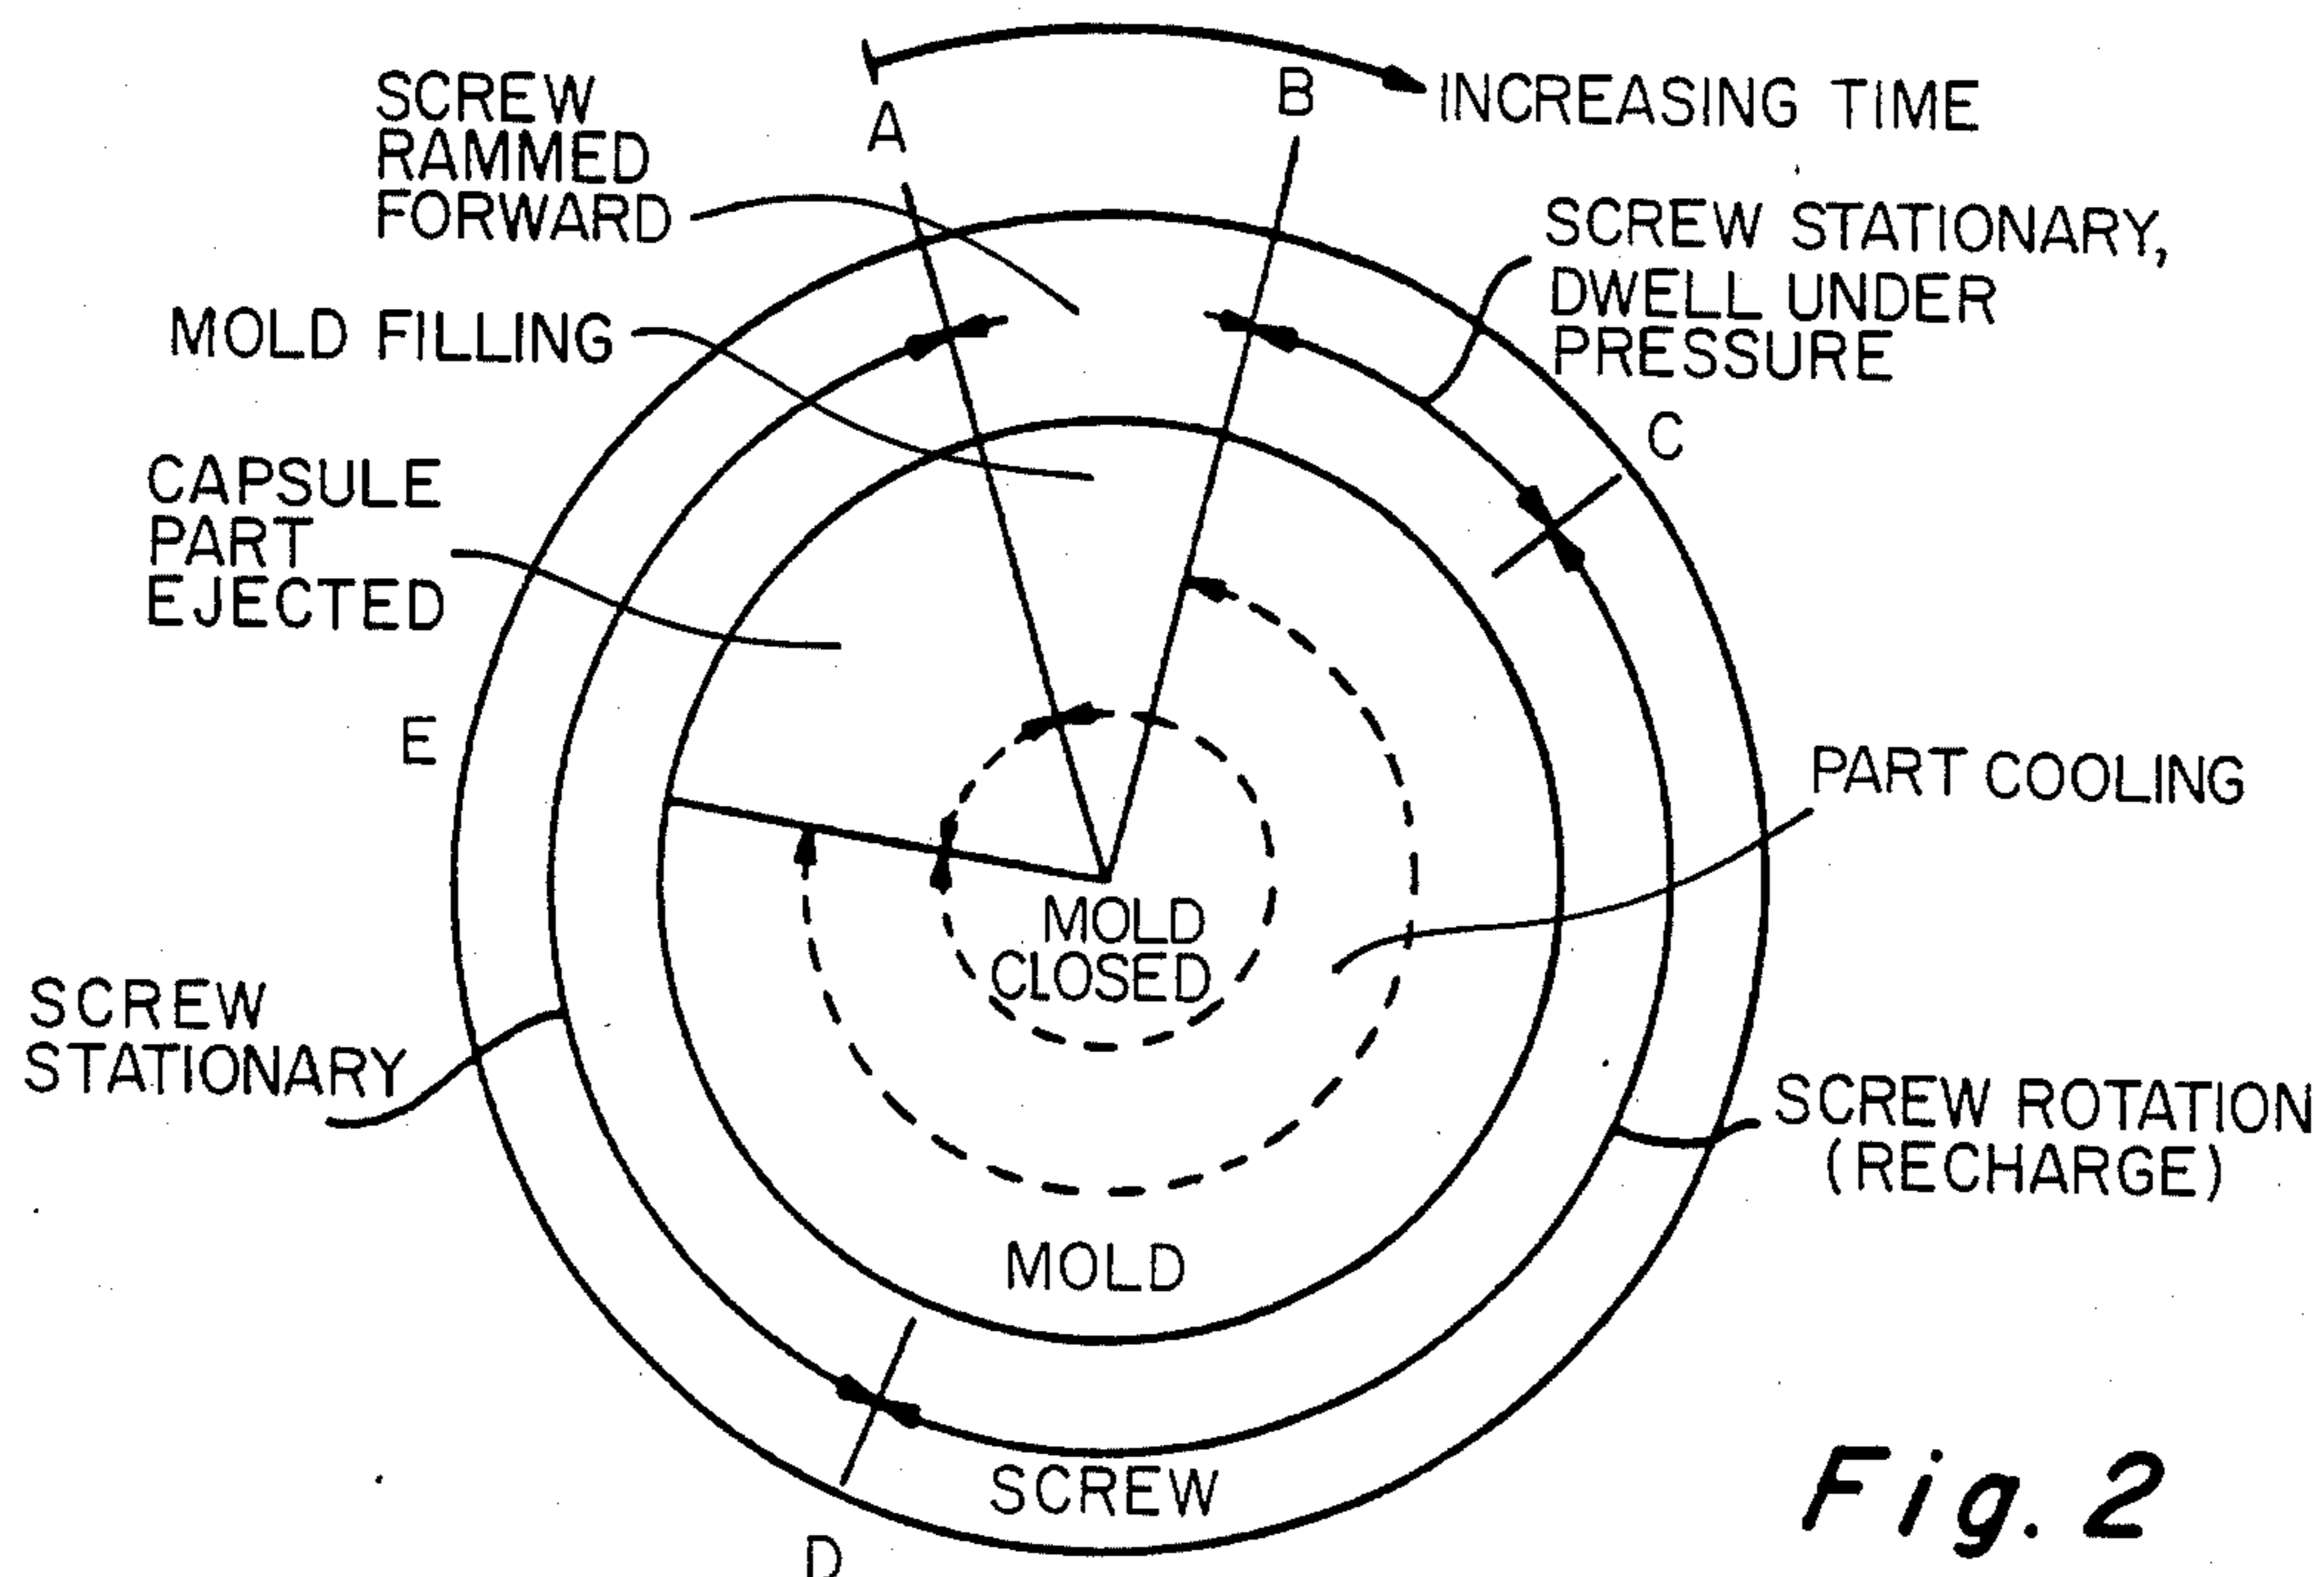 INCREASING TIME
A
B
SCREW
RAMMED
FORWARD
MOLD FILLING
SCREW STATIONARY,
DWELL UNDER
PRESSURE
C
CAPSULE
PART
EJECTED
E
PART COOLING
MOLD
CLOSED
SCREW
STATIONARY
SCREW ROTATION
(RECHARGE)
MOLD
SCREW
D
Fig. 2